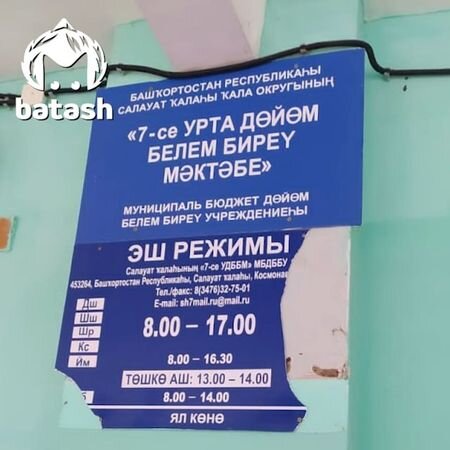 batash
БАШҠОРТОСТАН РЕСПУБЛИКАҺЫ
САЛАУАТ ҠАЛАҺЫ ҠАЛА ОКРУГЫНЫҢ
«7-се УРТА ДӨЙӨМ
БЕЛЕМ БИРЕҮ
МӘКТӘБЕ»
МУНИЦИПАЛЬ БЮДЖЕТ ДӨЙӨМ
БЕЛЕМ БИРЕҮ УЧРЕЖДЕНИЕҺЫ
ЭШ РЕЖИМЫ
Салауат ҡалаһының «7-се УДББМ» МБДББУ
453264, Башҡортостан Республикаһы, Салауат ҡалаһы, Космонав
Тел./факс: 8(3476)32-75-01
E-mail: sh7mail.ru@mail.ru
Дш
Шш
Шр
Кс
Йм
8.00 – 17.00
8.00 – 16.30
ТӨШКӨ АШ: 13.00 – 14.00
8.00 – 14.00
ЯЛ КӨНӨ